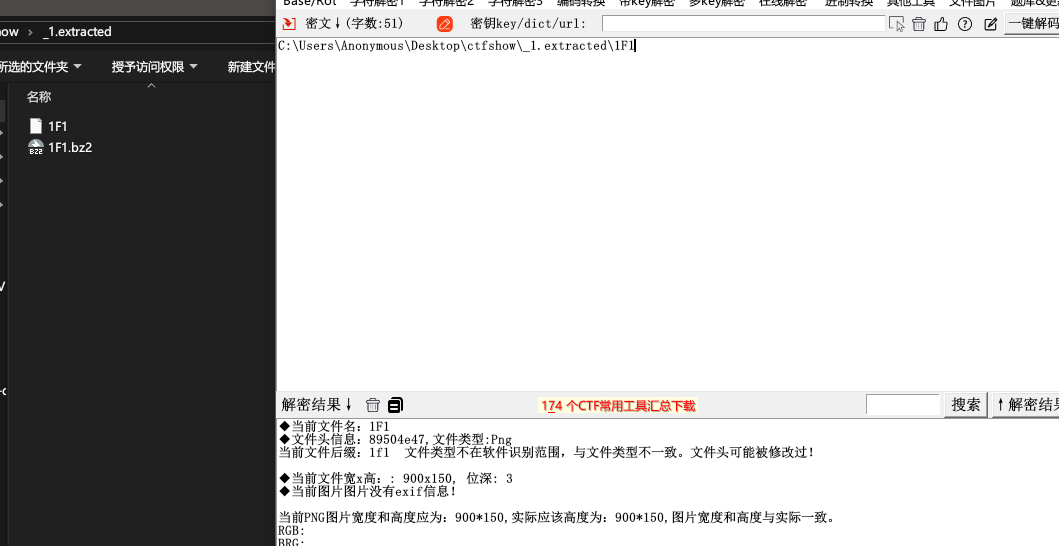 Base/Rot 字符解密1 字符解密2 字符解密3 编码转换 带key解密 多key解密 在线解密 进制转换 其他工具 文件图片
ow › _1.extracted
密文↓(字数:51) 密钥key/dict/url: 一键解码
所选的文件夹 授予访问权限 新建文件
C:\Users\Anonymous\Desktop\ctfshow\_1.extracted\1F1
名称
1F1
1F1.bz2
解密结果↓ 174 个CTF常用工具汇总下载 搜索 ↑解密结果
◆当前文件名: 1F1
◆文件头信息: 89504e47,文件类型:Png
当前文件后缀: 1f1 文件类型不在软件识别范围，与文件类型不一致。文件头可能被修改过!
◆当前文件宽x高: : 900x150, 位深: 3
◆当前图片图片没有exif信息!
当前PNG图片宽度和高度应为: 900*150,实际应该高度为: 900*150,图片宽度和高度与实际一致。
RGB:
BRG: